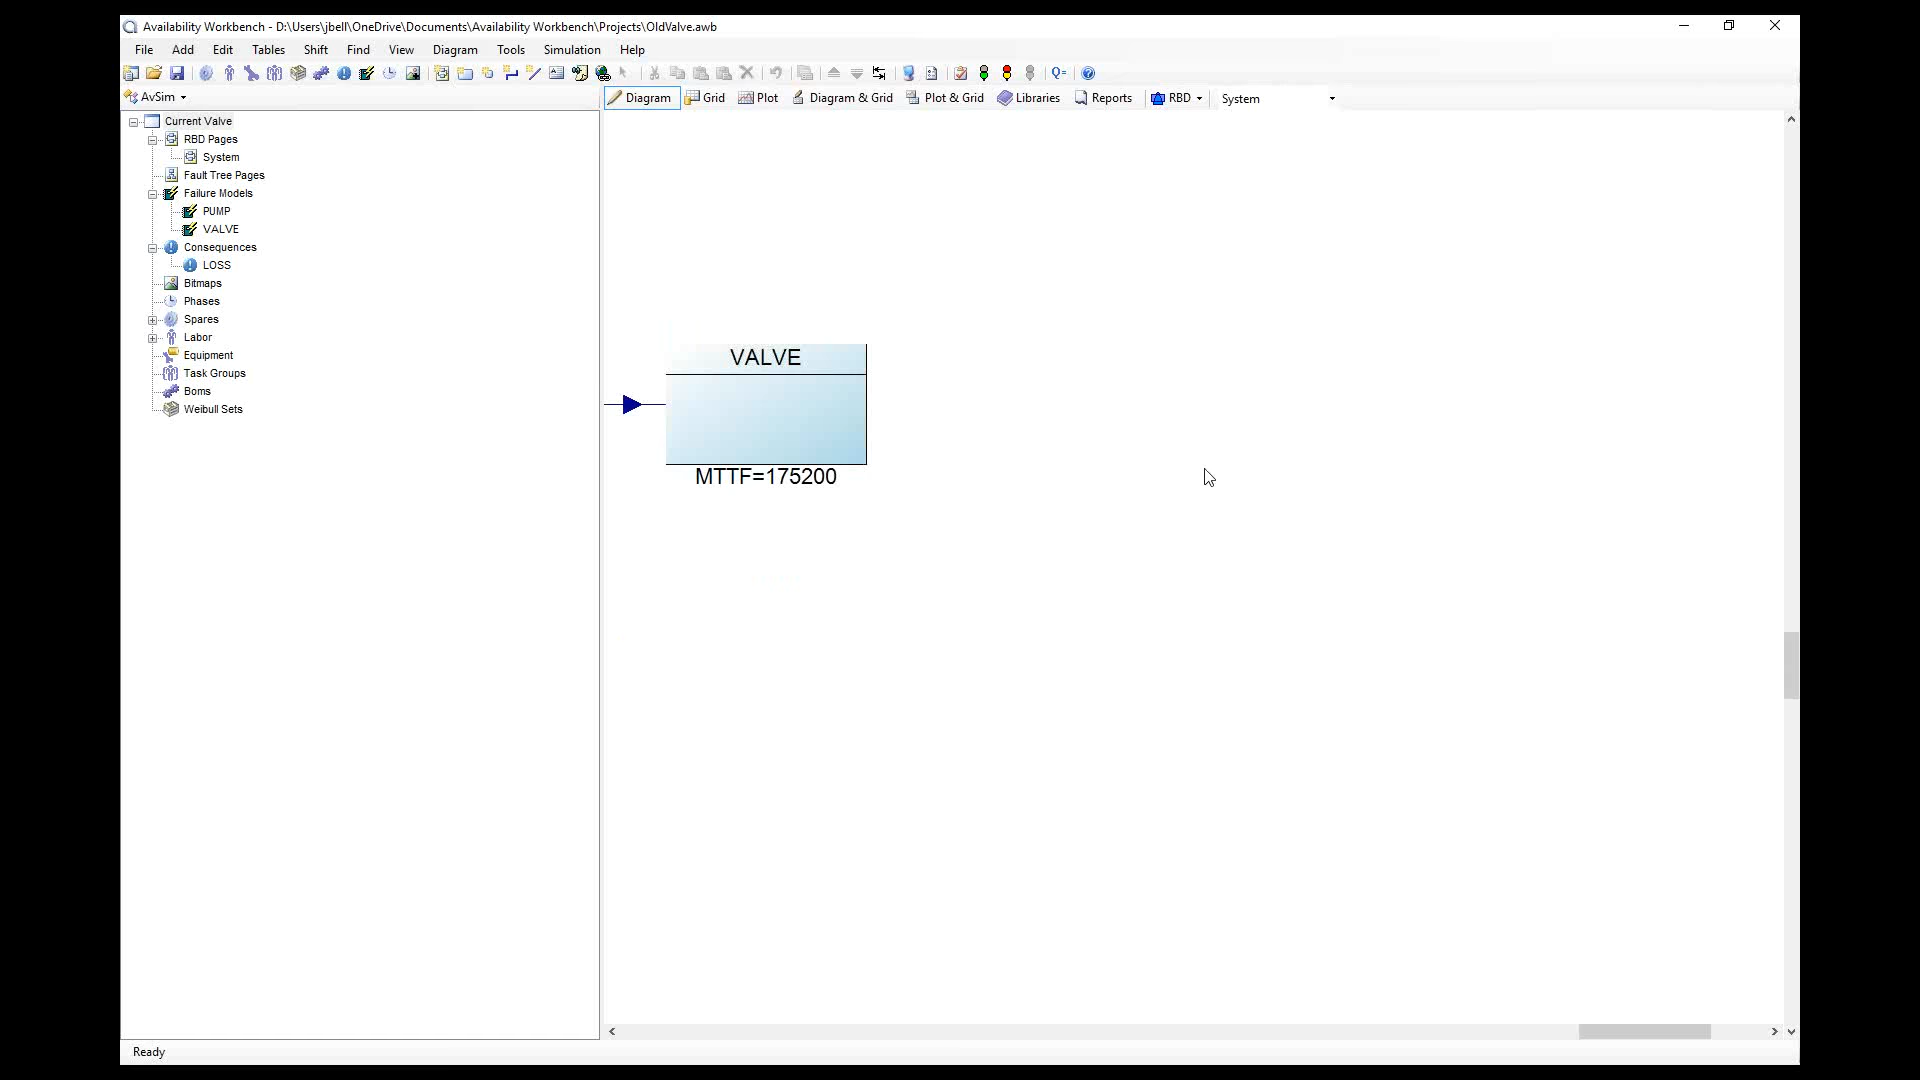 Availability Workbench - D:\Users\jbell\OneDrive\Documents\Availability Workbench\Projects\OldValve.awb
File Add Edit Tables Shift Find View Diagram Tools Simulation Help
AvSim
Diagram Grid Plot Diagram & Grid Plot & Grid Libraries Reports RBD System
Current Valve
RBD Pages
System
Fault Tree Pages
Failure Models
PUMP
VALVE
Consequences
LOSS
Bitmaps
Phases
Spares
Labor
Equipment
Task Groups
Boms
Weibull Sets
VALVE
MTTF=175200
Ready